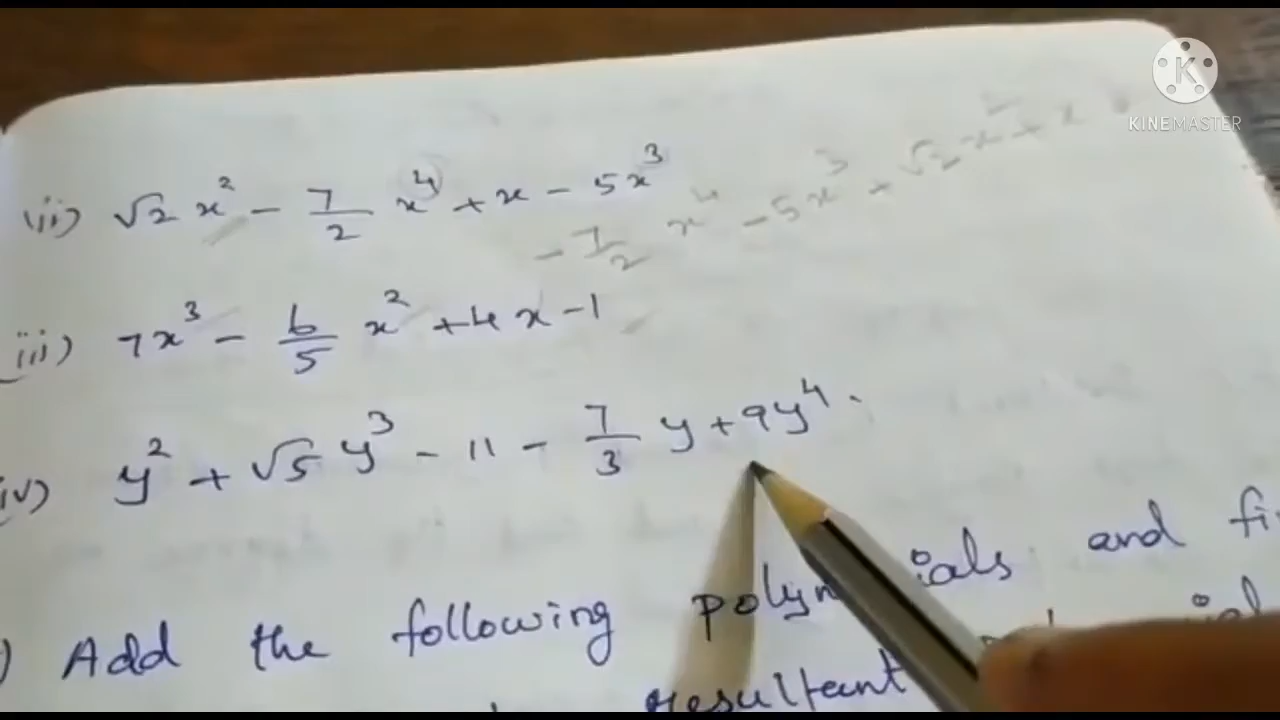 KINEMASTER
(ii) √2 x² - 7/2 x⁴ + x - 5x³
- 7/2 x⁴ - 5x³ + √2 x² + x
(iii) 7x³ - 6/5 x² + 4x - 1
(iv) y² + √5 y³ - 11 - 7/3 y + 9y⁴.
) Add the following and
resultant